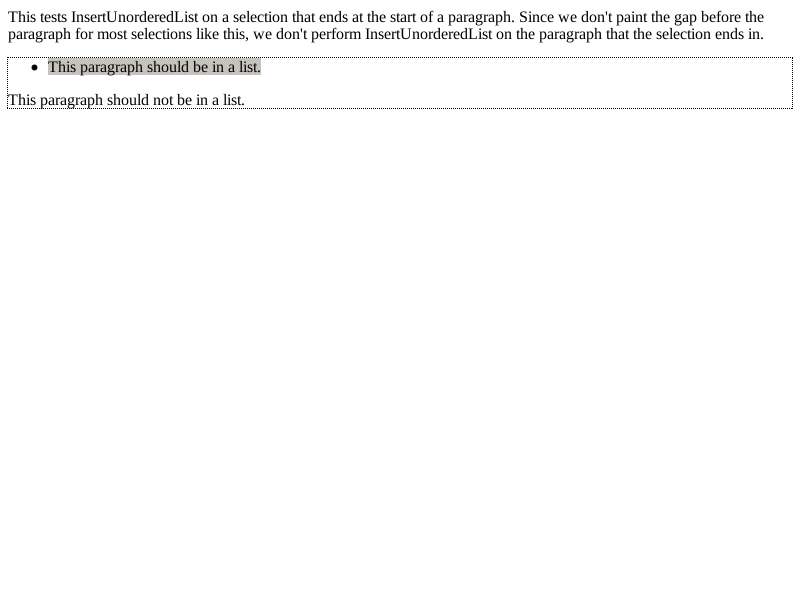 This tests InsertUnorderedList on a selection that ends at the start of a paragraph. Since we don't paint the gap before the
paragraph for most selections like this, we don't perform InsertUnorderedList on the paragraph that the selection ends in.
• This paragraph should be in a list.
This paragraph should not be in a list.